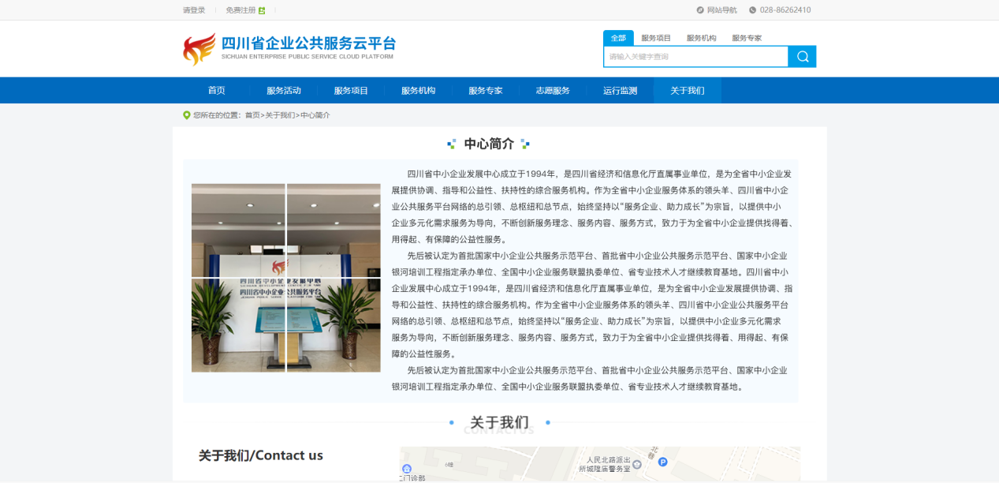 请登录
免费注册
网站导航
028-86262410
四川省企业公共服务云平台
SICHUAN ENTERPRISE PUBLIC SERVICE CLOUD PLATFORM
全部 服务项目 服务机构 服务专家
请输入关键字查询
首页 服务活动 服务项目 服务机构 服务专家 志愿服务 运行监测 关于我们
您所在的位置：首页>关于我们>中心简介
中心简介
四川省中小企业发展中心
四川省中小企业公共服务平台
四川省中小企业发展中心成立于1994年，是四川省经济和信息化厅直属事业单位，是为全省中小企业发
展提供协调、指导和公益性、扶持性的综合服务机构。作为全省中小企业服务体系的领头羊、四川省中小企
业公共服务平台网络的总引领、总枢纽和总节点，始终坚持以“服务企业、助力成长”为宗旨，以提供中小
企业多元化需求服务为导向，不断创新服务理念、服务内容、服务方式，致力于为全省中小企业提供找得着、
用得起、有保障的公益性服务。
先后被认定为首批国家中小企业公共服务示范平台、首批省中小企业公共服务示范平台、国家中小企业
银河培训工程指定承办单位、全国中小企业服务联盟执委单位、省专业技术人才继续教育基地。四川省中小
企业发展中心成立于1994年，是四川省经济和信息化厅直属事业单位，是为全省中小企业发展提供协调、指
导和公益性、扶持性的综合服务机构。作为全省中小企业服务体系的领头羊、四川省中小企业公共服务平台
网络的总引领、总枢纽和总节点，始终坚持以“服务企业、助力成长”为宗旨，以提供中小企业多元化需求
服务为导向，不断创新服务理念、服务内容、服务方式，致力于为全省中小企业提供找得着、用得起、有保
障的公益性服务。
先后被认定为首批国家中小企业公共服务示范平台、首批省中小企业公共服务示范平台、国家中小企业
银河培训工程指定承办单位、全国中小企业服务联盟执委单位、省专业技术人才继续教育基地。
关于我们
CONTACT US
关于我们/Contact us
6幢
二门诊部
人民北路派出
所城隍庙警务室
P
北巷